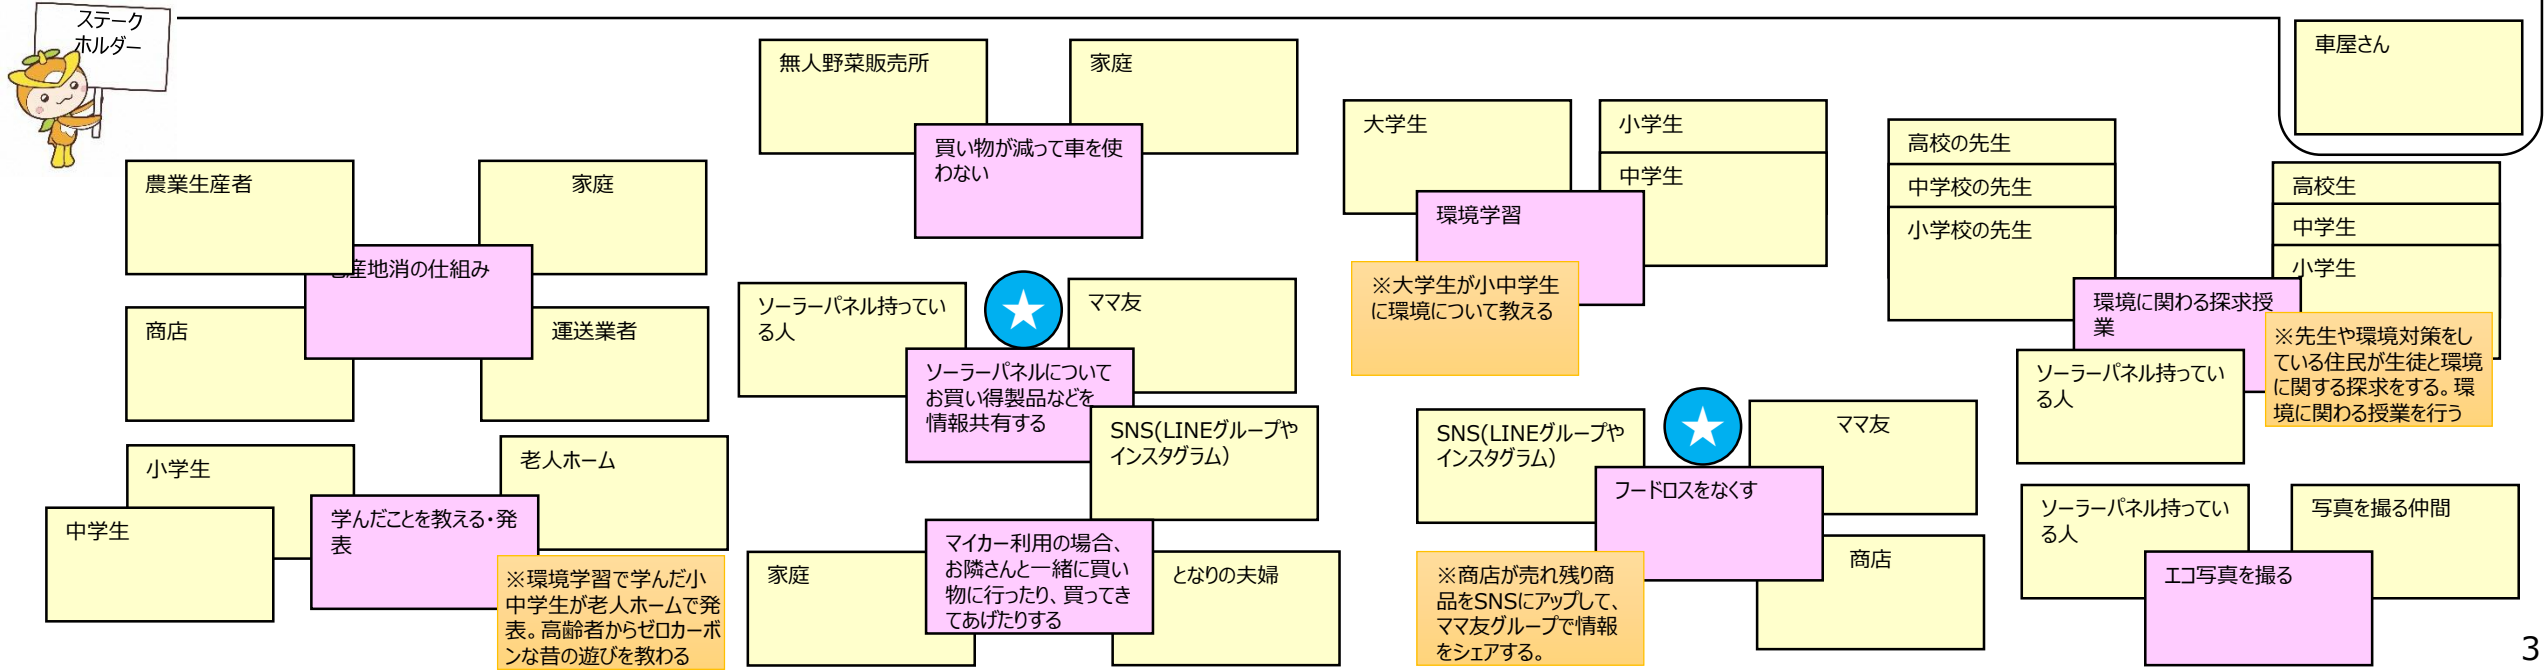 ステーク
ホルダー
車屋さん
無人野菜販売所
家庭
買い物が減って車を使
わない
大学生
小学生
中学生
環境学習
※大学生が小中学生
に環境について教える
高校の先生
中学校の先生
小学校の先生
高校生
中学生
小学生
環境に関わる探求授
業
※先生や環境対策をし
ている住民が生徒と環境
に関する探求をする。環
境に関わる授業を行う
ソーラーパネル持ってい
る人
農業生産者
家庭
産地消の仕組み
商店
運送業者
ソーラーパネル持ってい
る人
ママ友
ソーラーパネルについて
お買い得製品などを
情報共有する
SNS(LINEグループや
インスタグラム)
SNS(LINEグループや
インスタグラム)
ママ友
フードロスをなくす
商店
※商店が売れ残り商
品をSNSにアップして、
ママ友グループで情報
をシェアする。
小学生
中学生
老人ホーム
学んだことを教える・発
表
※環境学習で学んだ小
中学生が老人ホームで発
表。高齢者からゼロカーボ
ンな昔の遊びを教わる
家庭
マイカー利用の場合、
お隣さんと一緒に買い
物に行ったり、買ってき
てあげたりする
となりの夫婦
ソーラーパネル持ってい
る人
写真を撮る仲間
エコ写真を撮る
3